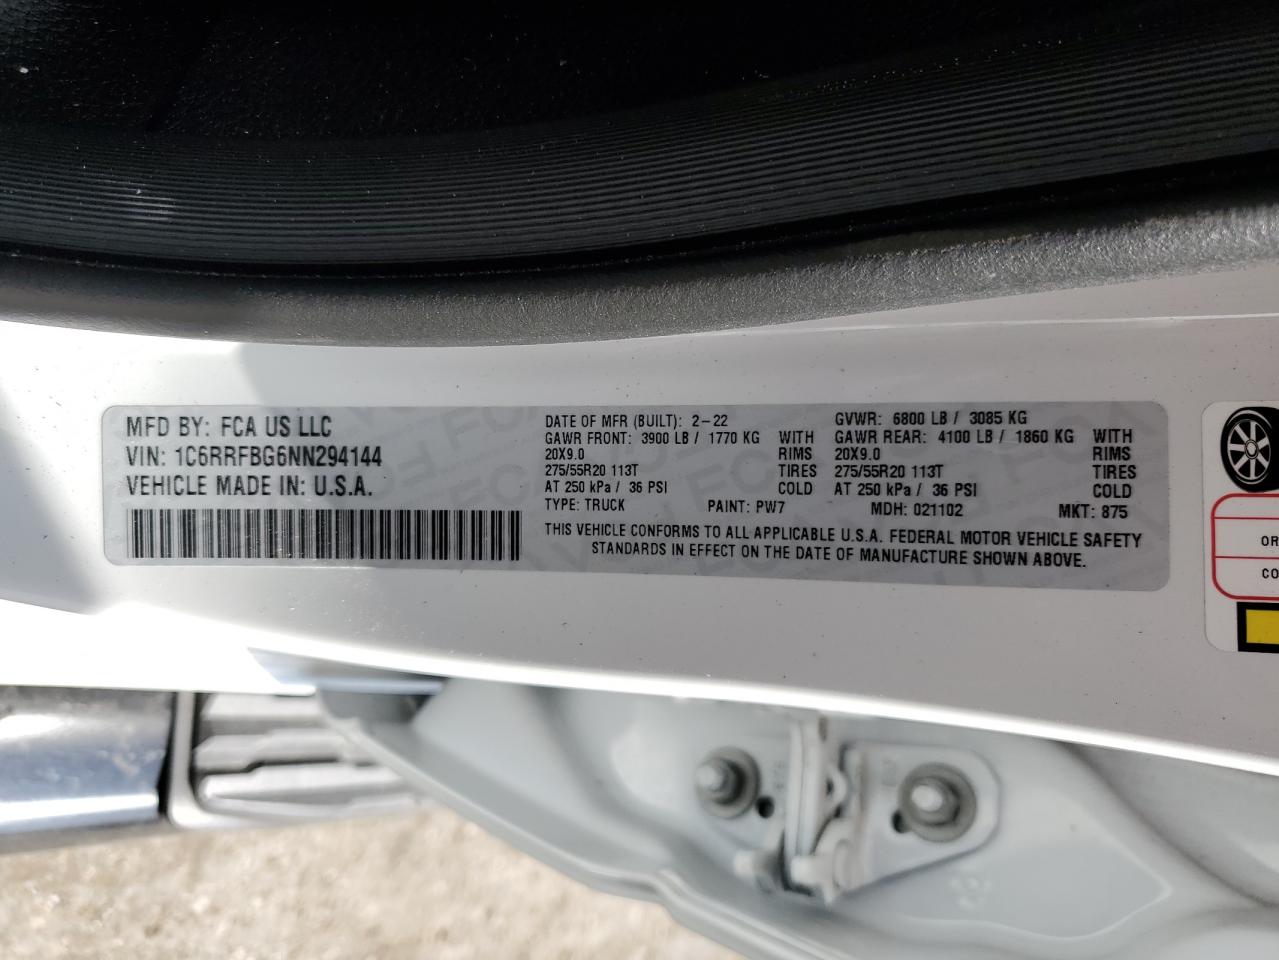 MFD BY: FCA US LLC
VIN: 1C6RRFBG6NN294144
VEHICLE MADE IN: U.S.A.
DATE OF MFR (BUILT): 2-22 GVWR: 6800 LB / 3085 KG
GAWR FRONT: 3900 LB / 1770 KG WITH GAWR REAR: 4100 LB / 1860 KG WITH
20X9.0 RIMS 20X9.0 RIMS
275/55R20 113T TIRES 275/55R20 113T TIRES
AT 250 kPa / 36 PSI COLD AT 250 kPa / 36 PSI COLD
TYPE: TRUCK PAINT: PW7 MDH: 021102 MKT: 875
THIS VEHICLE CONFORMS TO ALL APPLICABLE U.S.A. FEDERAL MOTOR VEHICLE SAFETY
STANDARDS IN EFFECT ON THE DATE OF MANUFACTURE SHOWN ABOVE.
OR
CO